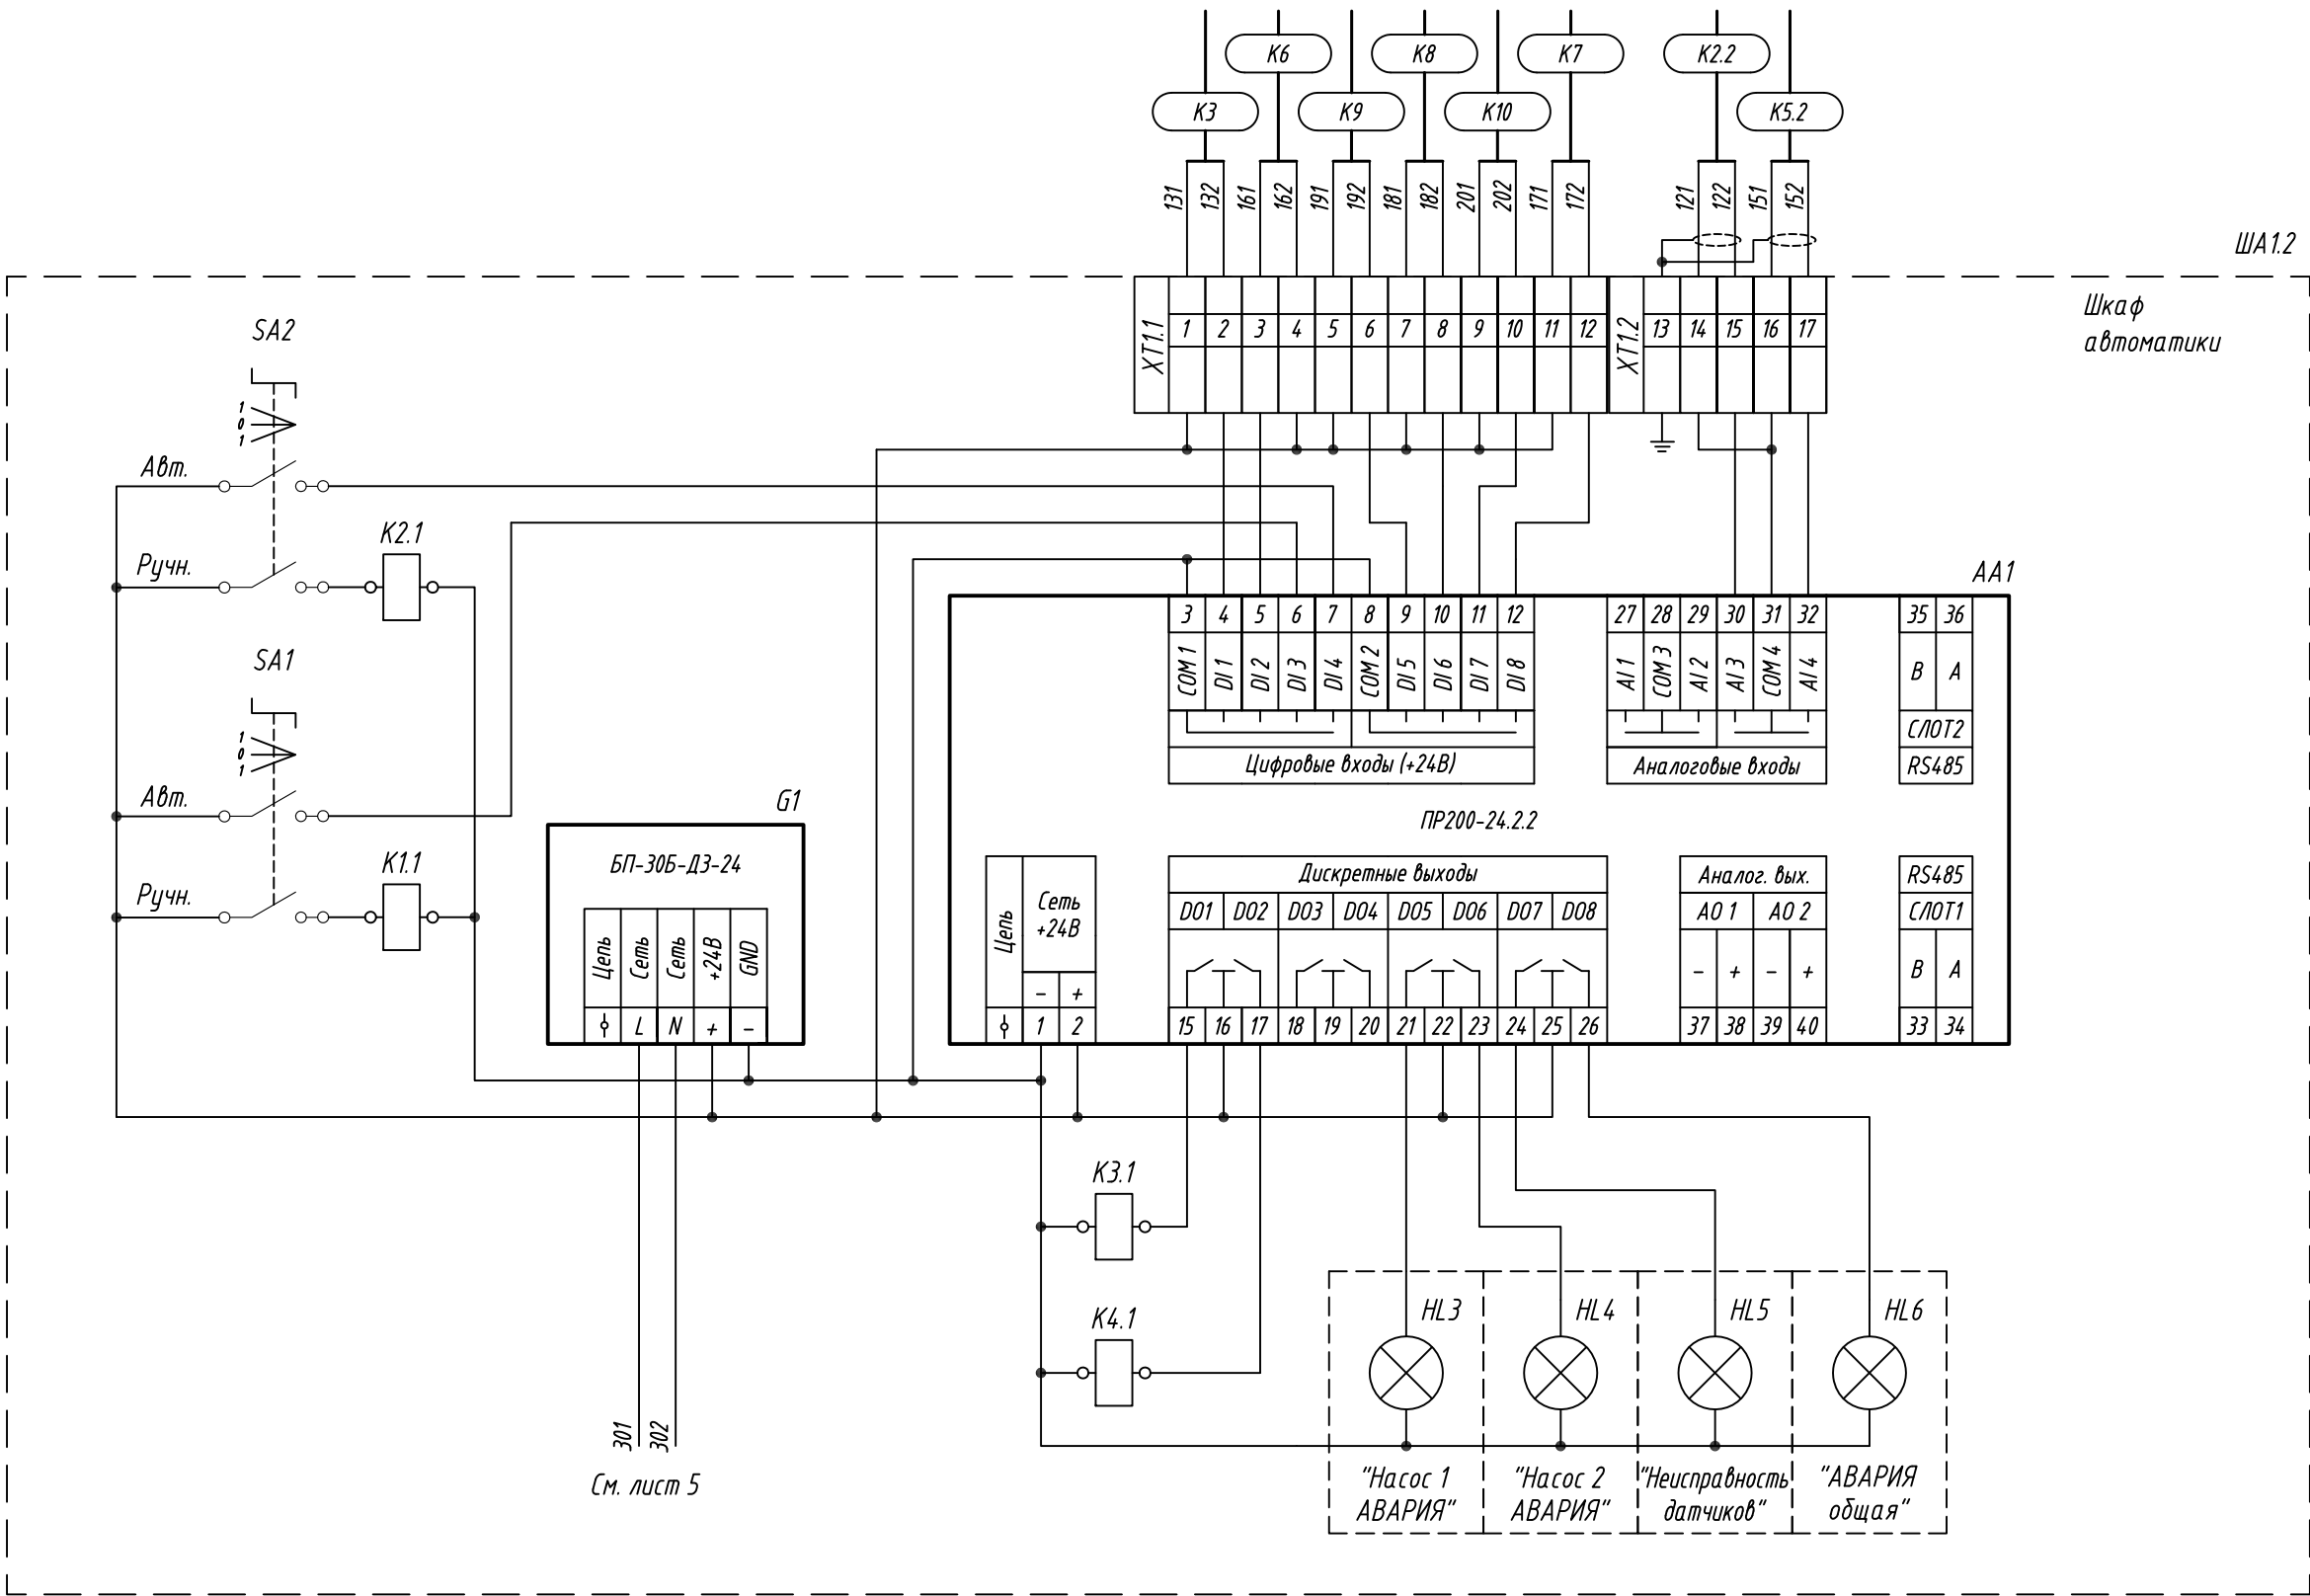 К6
К8
К7
К2.2
К3
К9
К10
К5.2
131
132
161
162
191
192
181
182
201
202
171
172
121
122
151
152
ША1.2
Шкаф
автоматики
XT1.1
1
2
3
4
5
6
7
8
9
10
11
12
XT1.2
13
14
15
16
17
SA2
1
0
1
Авт.
К2.1
Ручн.
SA1
1
0
1
Авт.
К1.1
Ручн.
G1
БП-30Б-Д3-24
Цепь
Сеть
Сеть
+24В
GND
L
N
+
-
301
302
См. лист 5
АА1
3
4
5
6
7
8
9
10
11
12
COM 1
DI 1
DI 2
DI 3
DI 4
COM 2
DI 5
DI 6
DI 7
DI 8
Цифровые входы (+24В)
27
28
29
30
31
32
AI 1
COM 3
AI 2
AI 3
COM 4
AI 4
Аналоговые входы
35
36
В
А
СЛОТ2
RS485
ПР200-24.2.2
Цепь
Сеть
+24В
-
+
1
2
Дискретные выходы
DO1
DO2
DO3
DO4
DO5
DO6
DO7
DO8
15
16
17
18
19
20
21
22
23
24
25
26
Аналог. вых.
АО 1
АО 2
-
+
-
+
37
38
39
40
RS485
СЛОТ1
В
А
33
34
К3.1
К4.1
HL3
HL4
HL5
HL6
"Насос 1
АВАРИЯ"
"Насос 2
АВАРИЯ"
"Неисправность
датчиков"
"АВАРИЯ
общая"